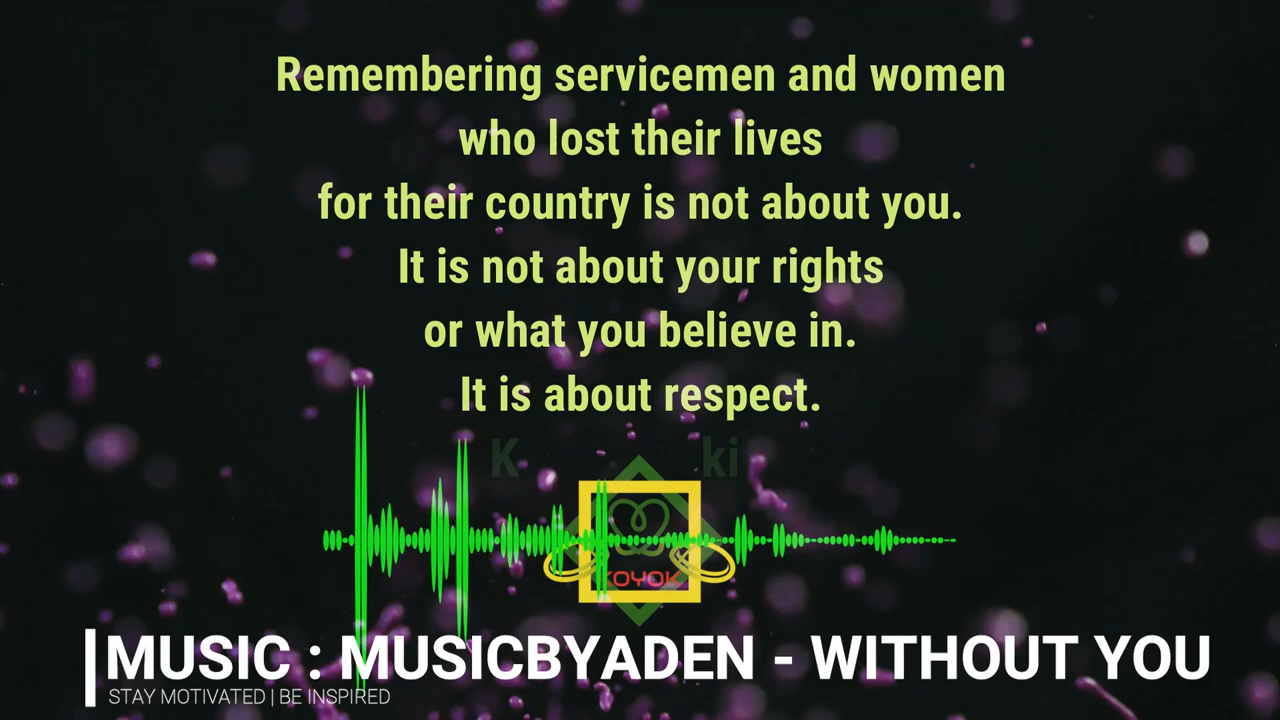 Remembering servicemen and women
who lost their lives
for their country is not about you.
It is not about your rights
or what you believe in.
It is about respect.
KOYOK
MUSIC : MUSICBYADEN - WITHOUT YOU
STAY MOTIVATED | BE INSPIRED